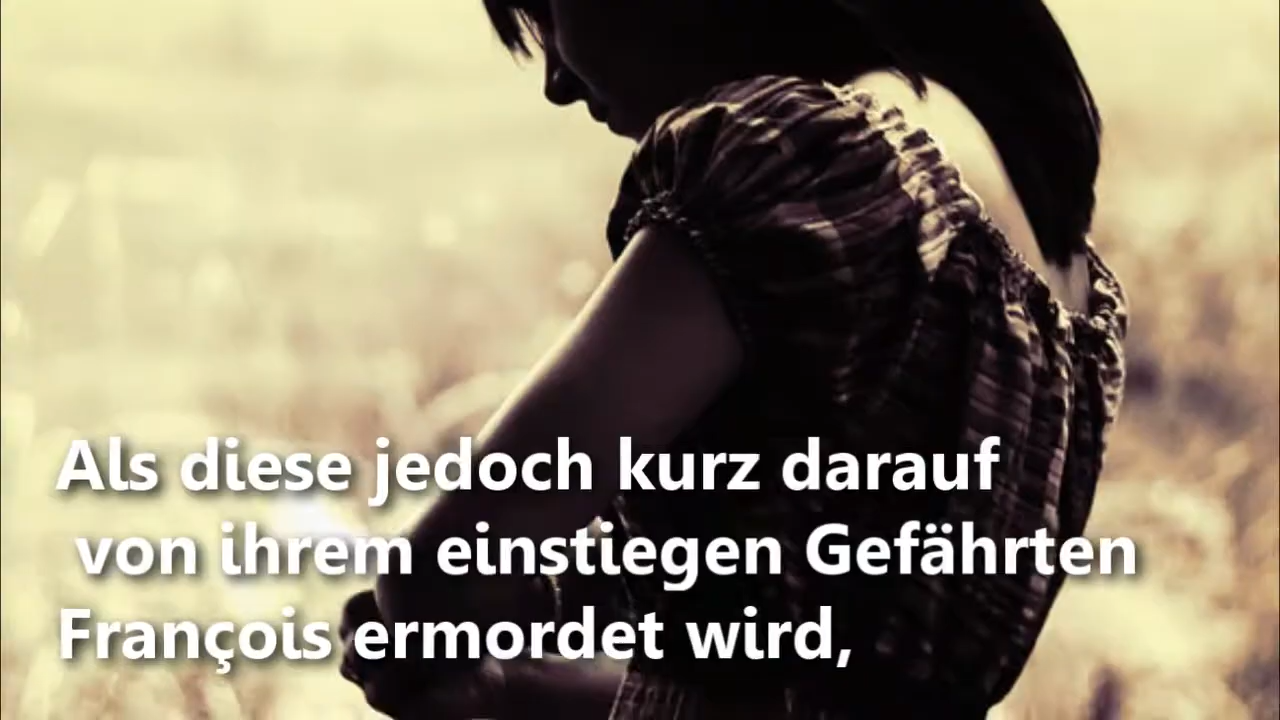 Als diese jedoch kurz darauf
von ihrem einstiegen Gefährten
François ermordet wird,